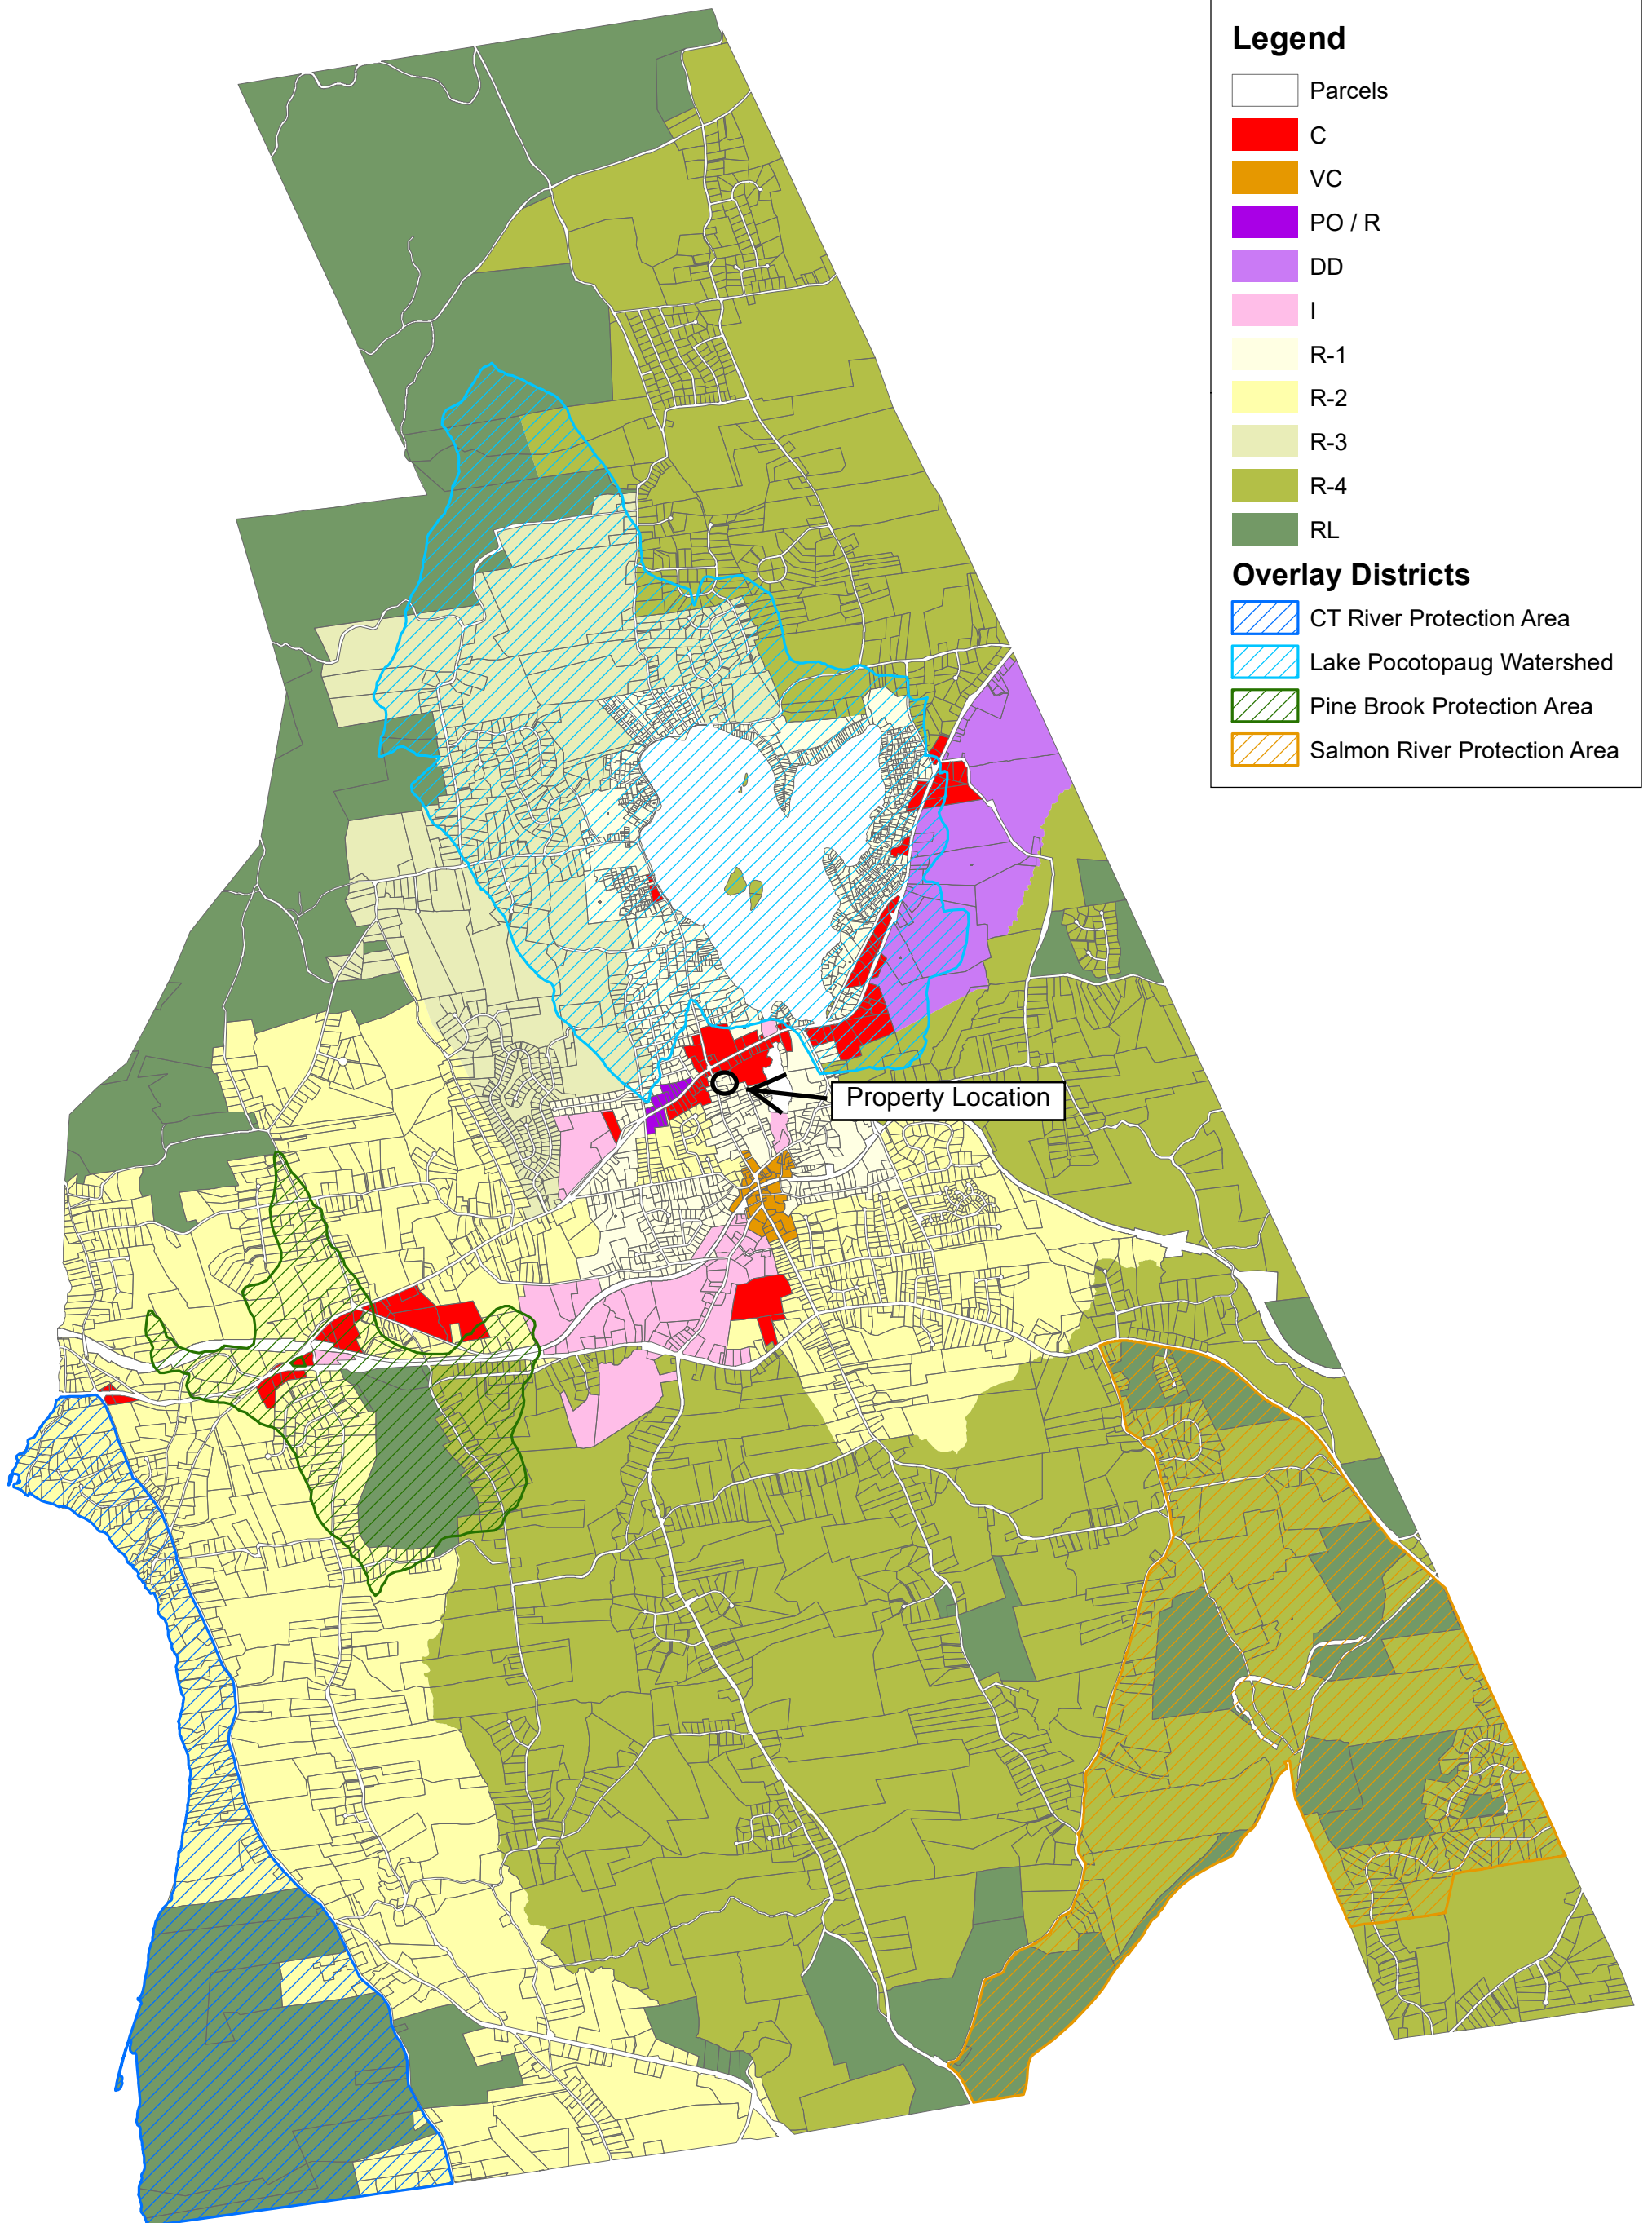 Legend
Parcels
C
VC
PO / R
DD
I
R-1
R-2
R-3
R-4
RL
Overlay Districts
CT River Protection Area
Lake Pocotopaug Watershed
Pine Brook Protection Area
Salmon River Protection Area
Property Location